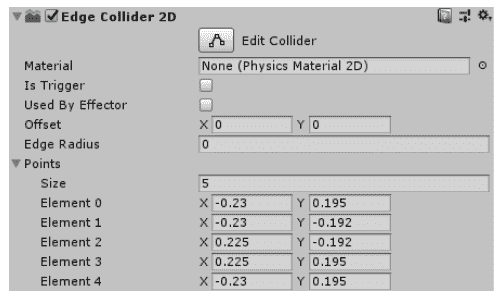 Edge Collider 2D
Edit Collider
Material None (Physics Material 2D)
Is Trigger
Used By Effector
Offset X 0 Y 0
Edge Radius 0
Points
Size 5
Element 0 X -0.23 Y 0.195
Element 1 X -0.23 Y -0.192
Element 2 X 0.225 Y -0.192
Element 3 X 0.225 Y 0.195
Element 4 X -0.23 Y 0.195